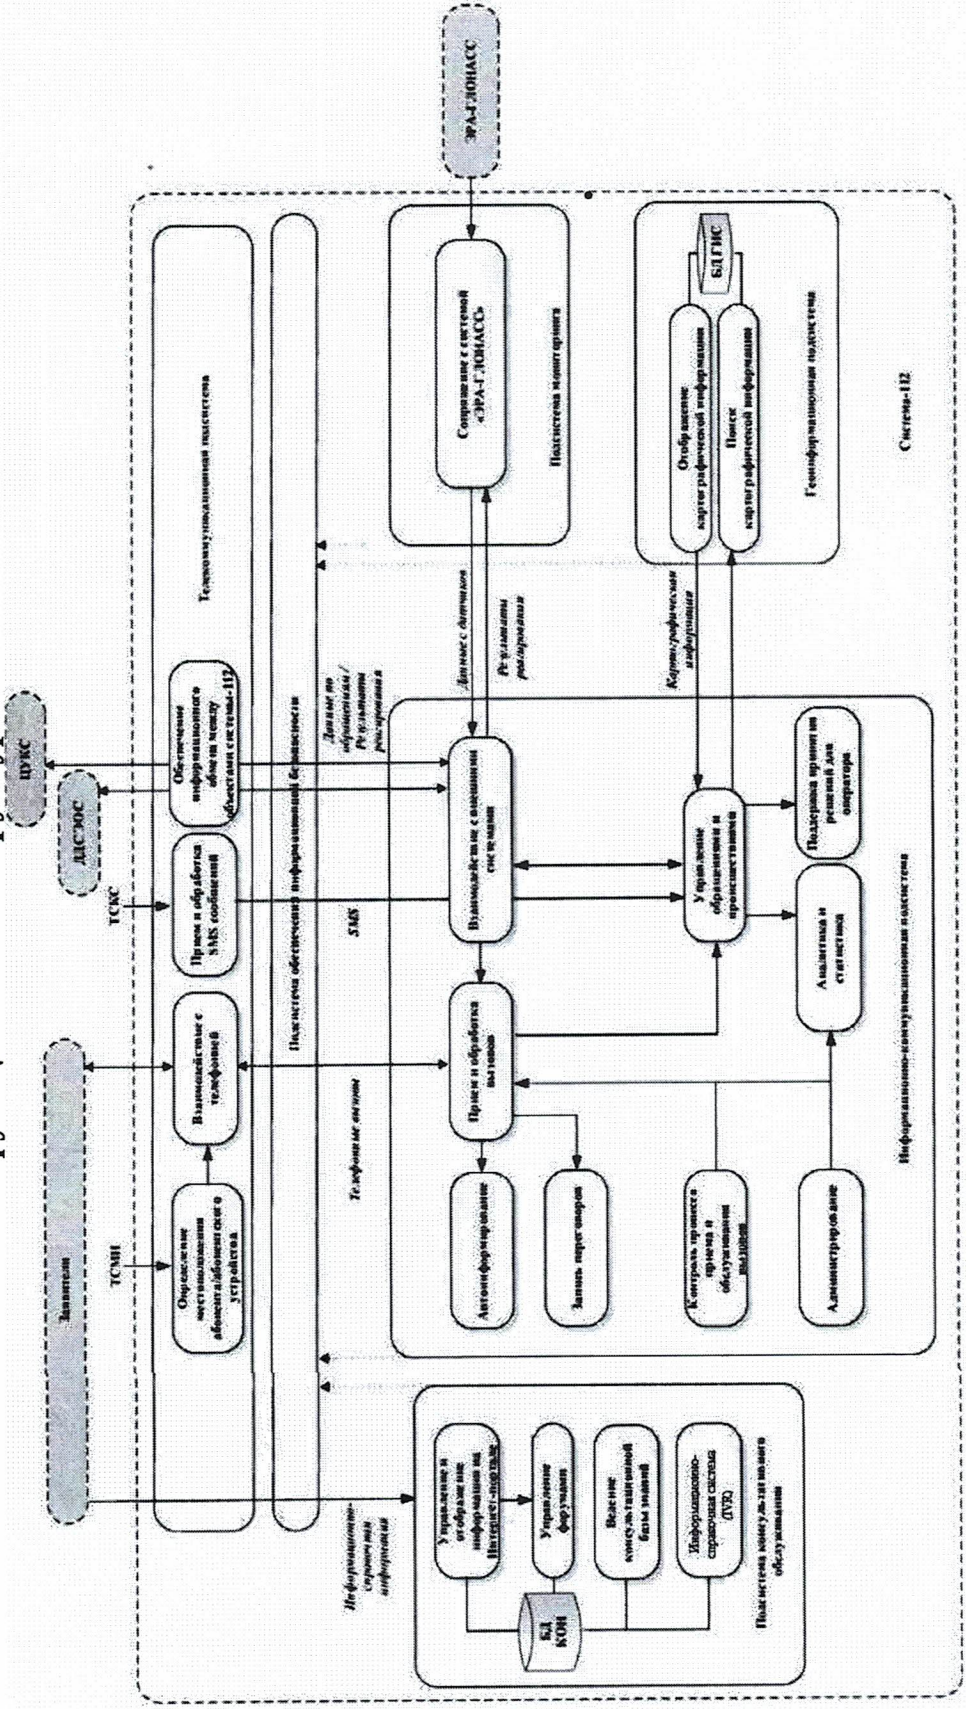 Заявители
ДДСЭОС
ЦУКС
ТСМН
ТСКС
Определение
местоположения
абонента/абонентского
устройства
Взаимодействие с
телефонией
Прием и обработка
SMS сообщений
Обеспечение
информационного
обмена между
объектами системы-112
Телекоммуникационная подсистема
Подсистема обеспечения информационной безопасности
Информационно-
справочная
информация
Телефонные вызовы
SMS
Данные по
обращениям /
Результаты
реагирования
ЭРА-ГЛОНАСС
Сопряжение с системой
«ЭРА-ГЛОНАСС»
Подсистема мониторинга
Данные с датчиков
Результаты
реагирования
Управление и
отображение
информации на
Интернет-портале
Управление
форумами
Ведение
консультационной
базы знаний
Информационно-
справочная система
(IVR)
БД
КОН
Подсистема консультативного
обслуживания
Автоинформирование
Запись переговоров
Контроль процесса
приема и
обслуживания
вызовов
Администрирование
Прием и обработка
вызовов
Взаимодействие с внешними
системами
Управление
обращениями и
происшествиями
Аналитика и
статистика
Поддержка принятия
решений для
оператора
Информационно-коммуникационная подсистема
Картографическая
информация
Отображение
картографической информации
Поиск
картографической информации
БД ГИС
Геоинформационная подсистема
Система-112